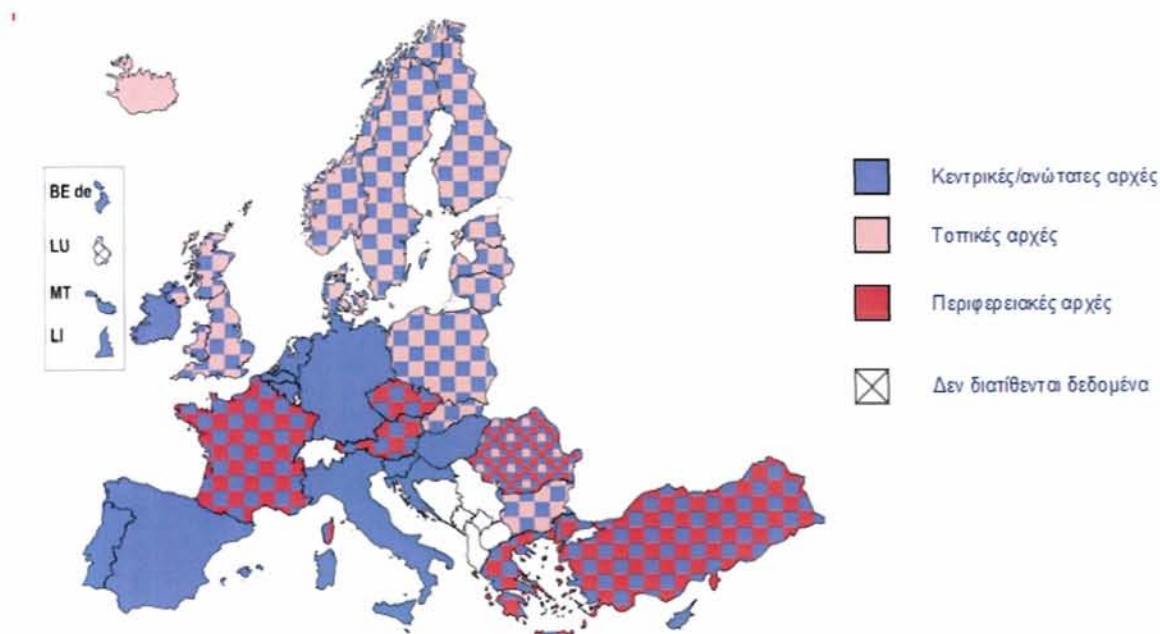 BE de
LU
MT
LI
Κεντρικές/ανώτατες αρχές
Τοπικές αρχές
Περιφερειακές αρχές
Δεν διατίθενται δεδομένα